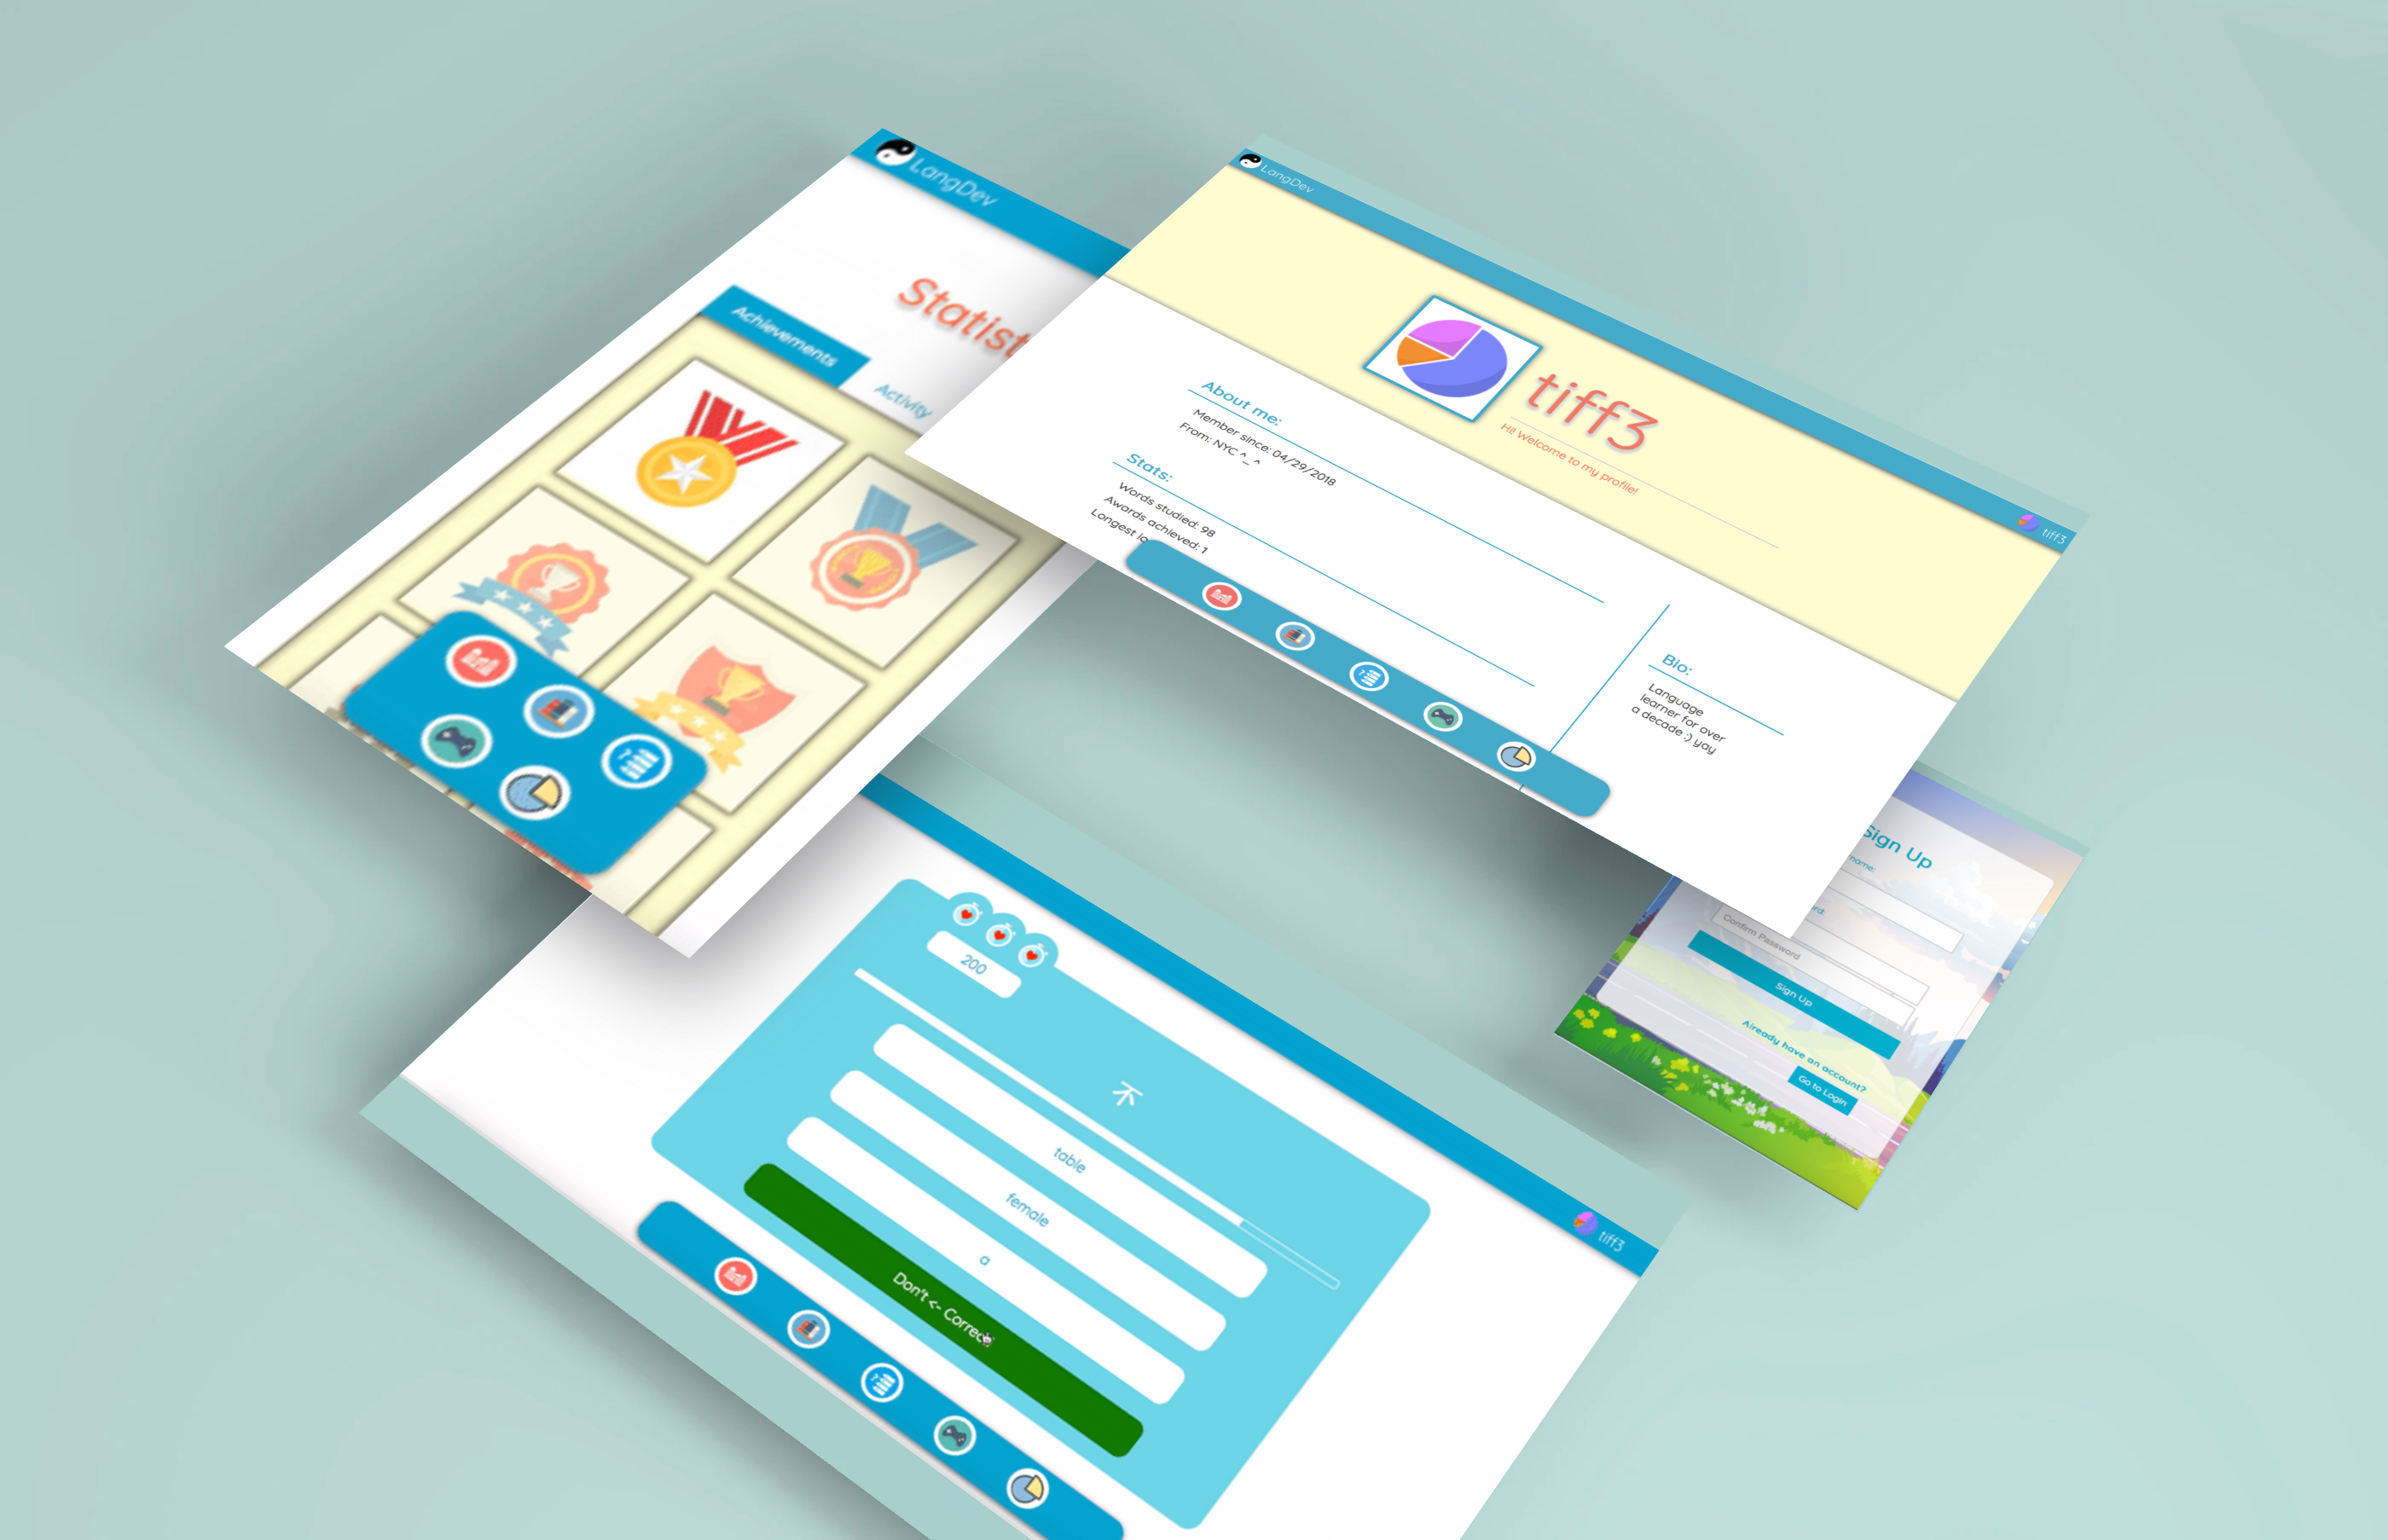 LangDev
Statist
Achievements
Activity
LangDev
tiff3
tiff3
Hi! Welcome to my profile!
About me:
Member since: 04/29/2018
From: NYC ^_^
Stats:
Words studied: 98
Awards achieved: 1
Longest lo
Bio:
Language
learner for over
a decade :) yay
Sign Up
name:
rd:
Confirm Password
Sign Up
Already have an account?
Go to Login
tiff3
200
不
table
female
a
Don't <- Correct